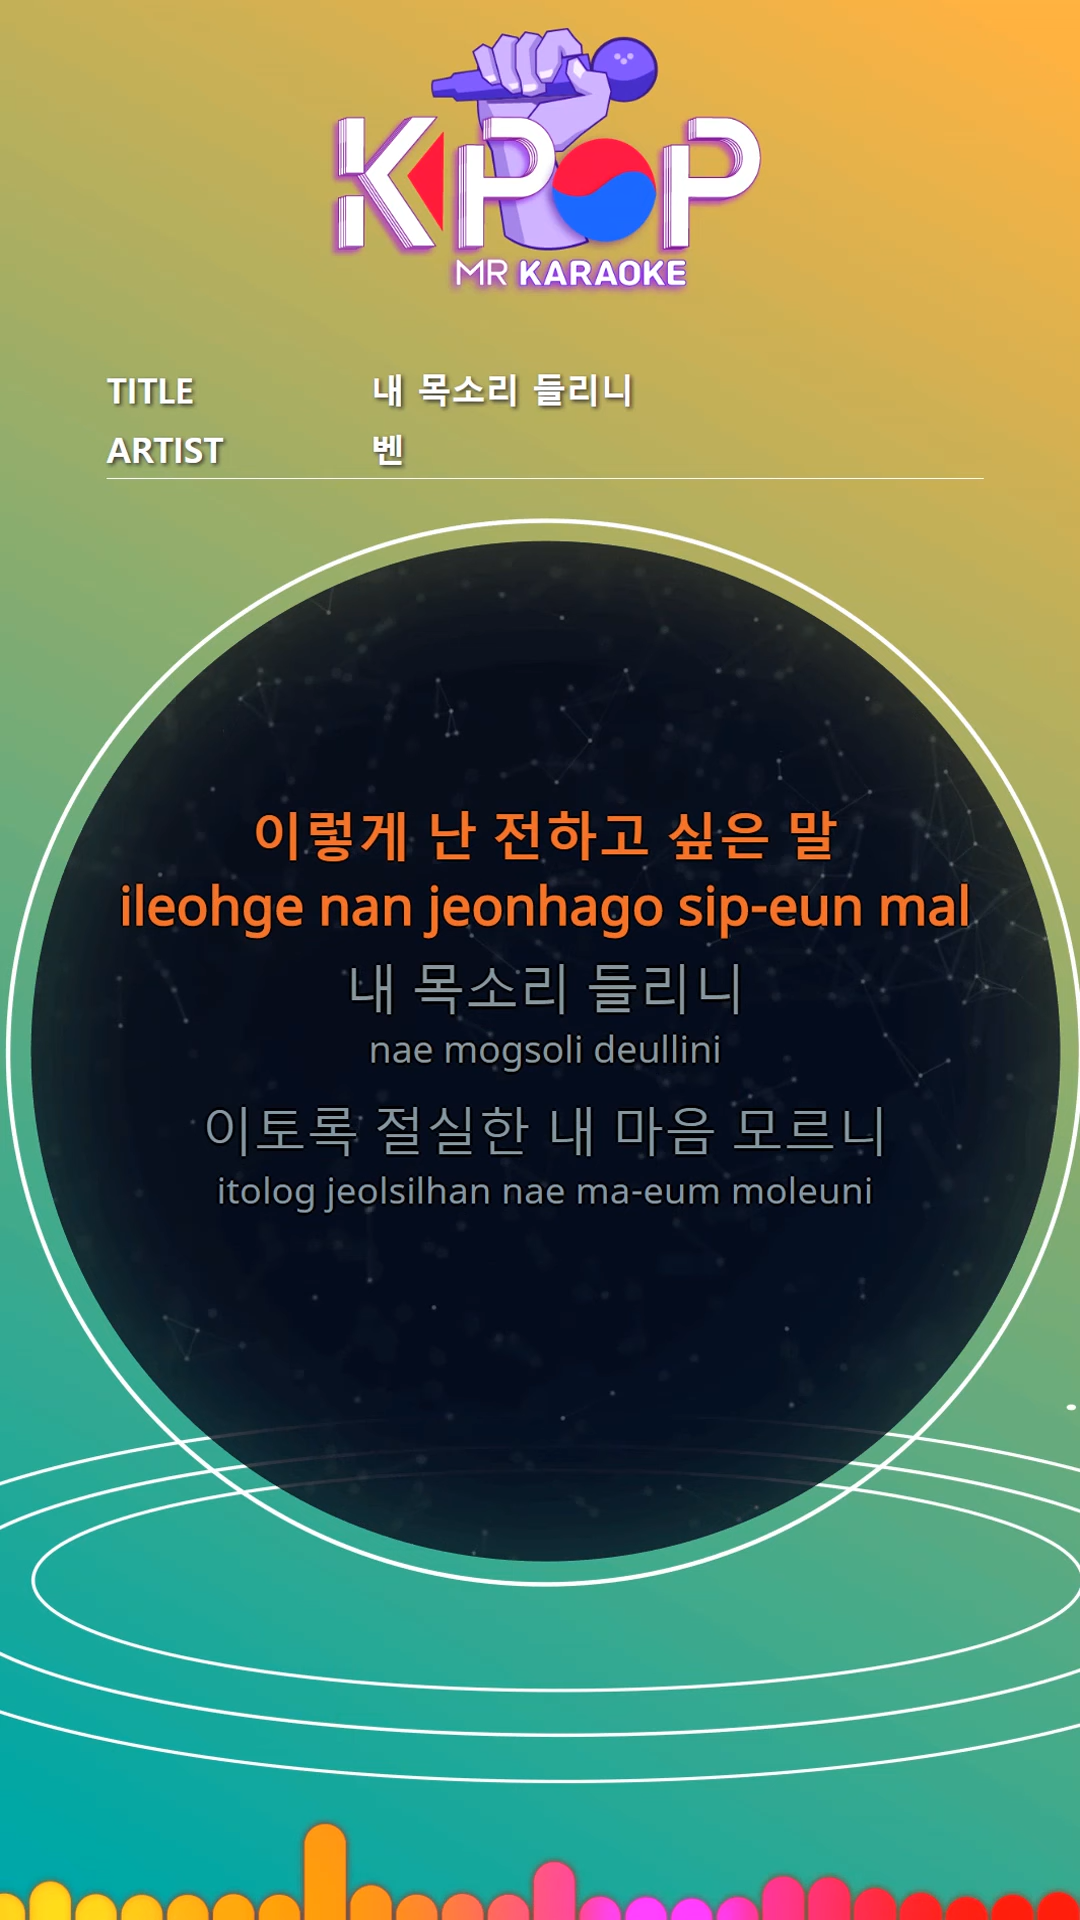 KPOP
MR KARAOKE
TITLE 내 목소리 들리니
ARTIST 벤
이렇게 난 전하고 싶은 말
ileohge nan jeonhago sip-eun mal
내 목소리 들리니
nae mogsoli deullini
이토록 절실한 내 마음 모르니
itolog jeolsilhan nae ma-eum moleuni